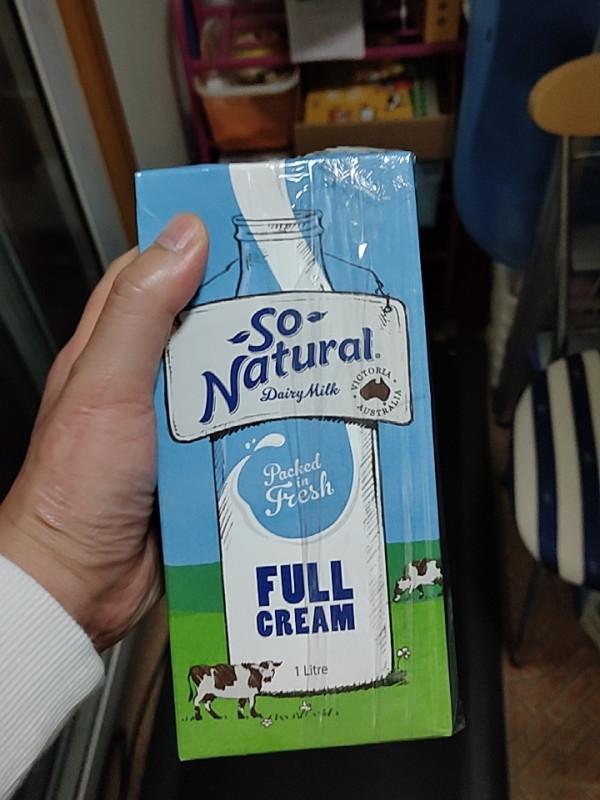 So
Natural
Dairy Milk
VICTORIA
AUSTRALIA
Packed
in
Fresh
FULL
CREAM
1 Litre